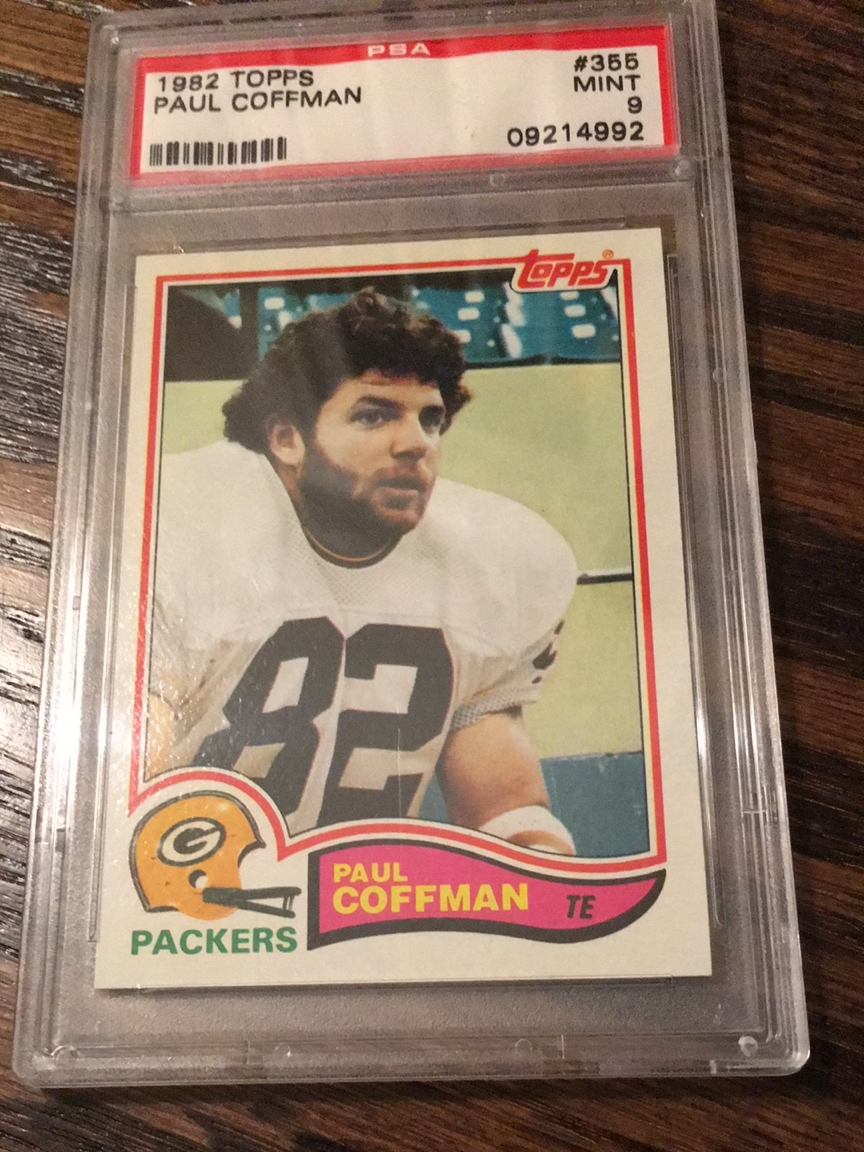 PSA
1982 TOPPS #355
PAUL COFFMAN MINT
9
09214992
topps®
82
G
PAUL
COFFMAN TE
PACKERS